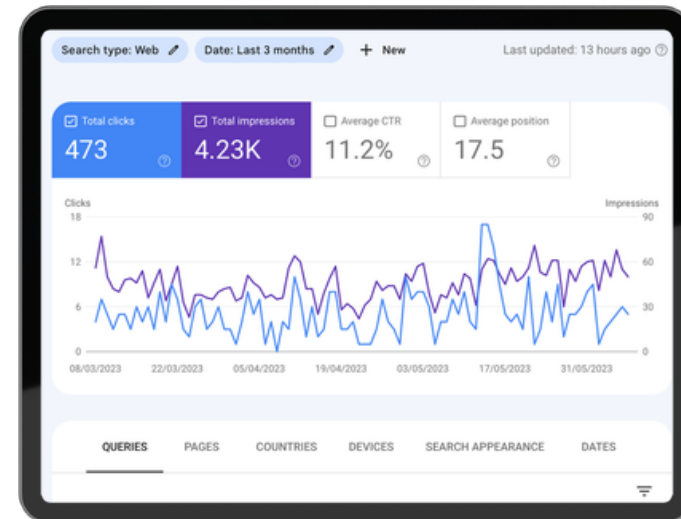 Search type: Web Date: Last 3 months + New Last updated: 13 hours ago
Total clicks Total impressions Average CTR Average position
473 4.23K 11.2% 17.5
Clicks Impressions
18 90
12 60
6 30
0 0
08/03/2023 22/03/2023 05/04/2023 19/04/2023 03/05/2023 17/05/2023 31/05/2023
QUERIES PAGES COUNTRIES DEVICES SEARCH APPEARANCE DATES